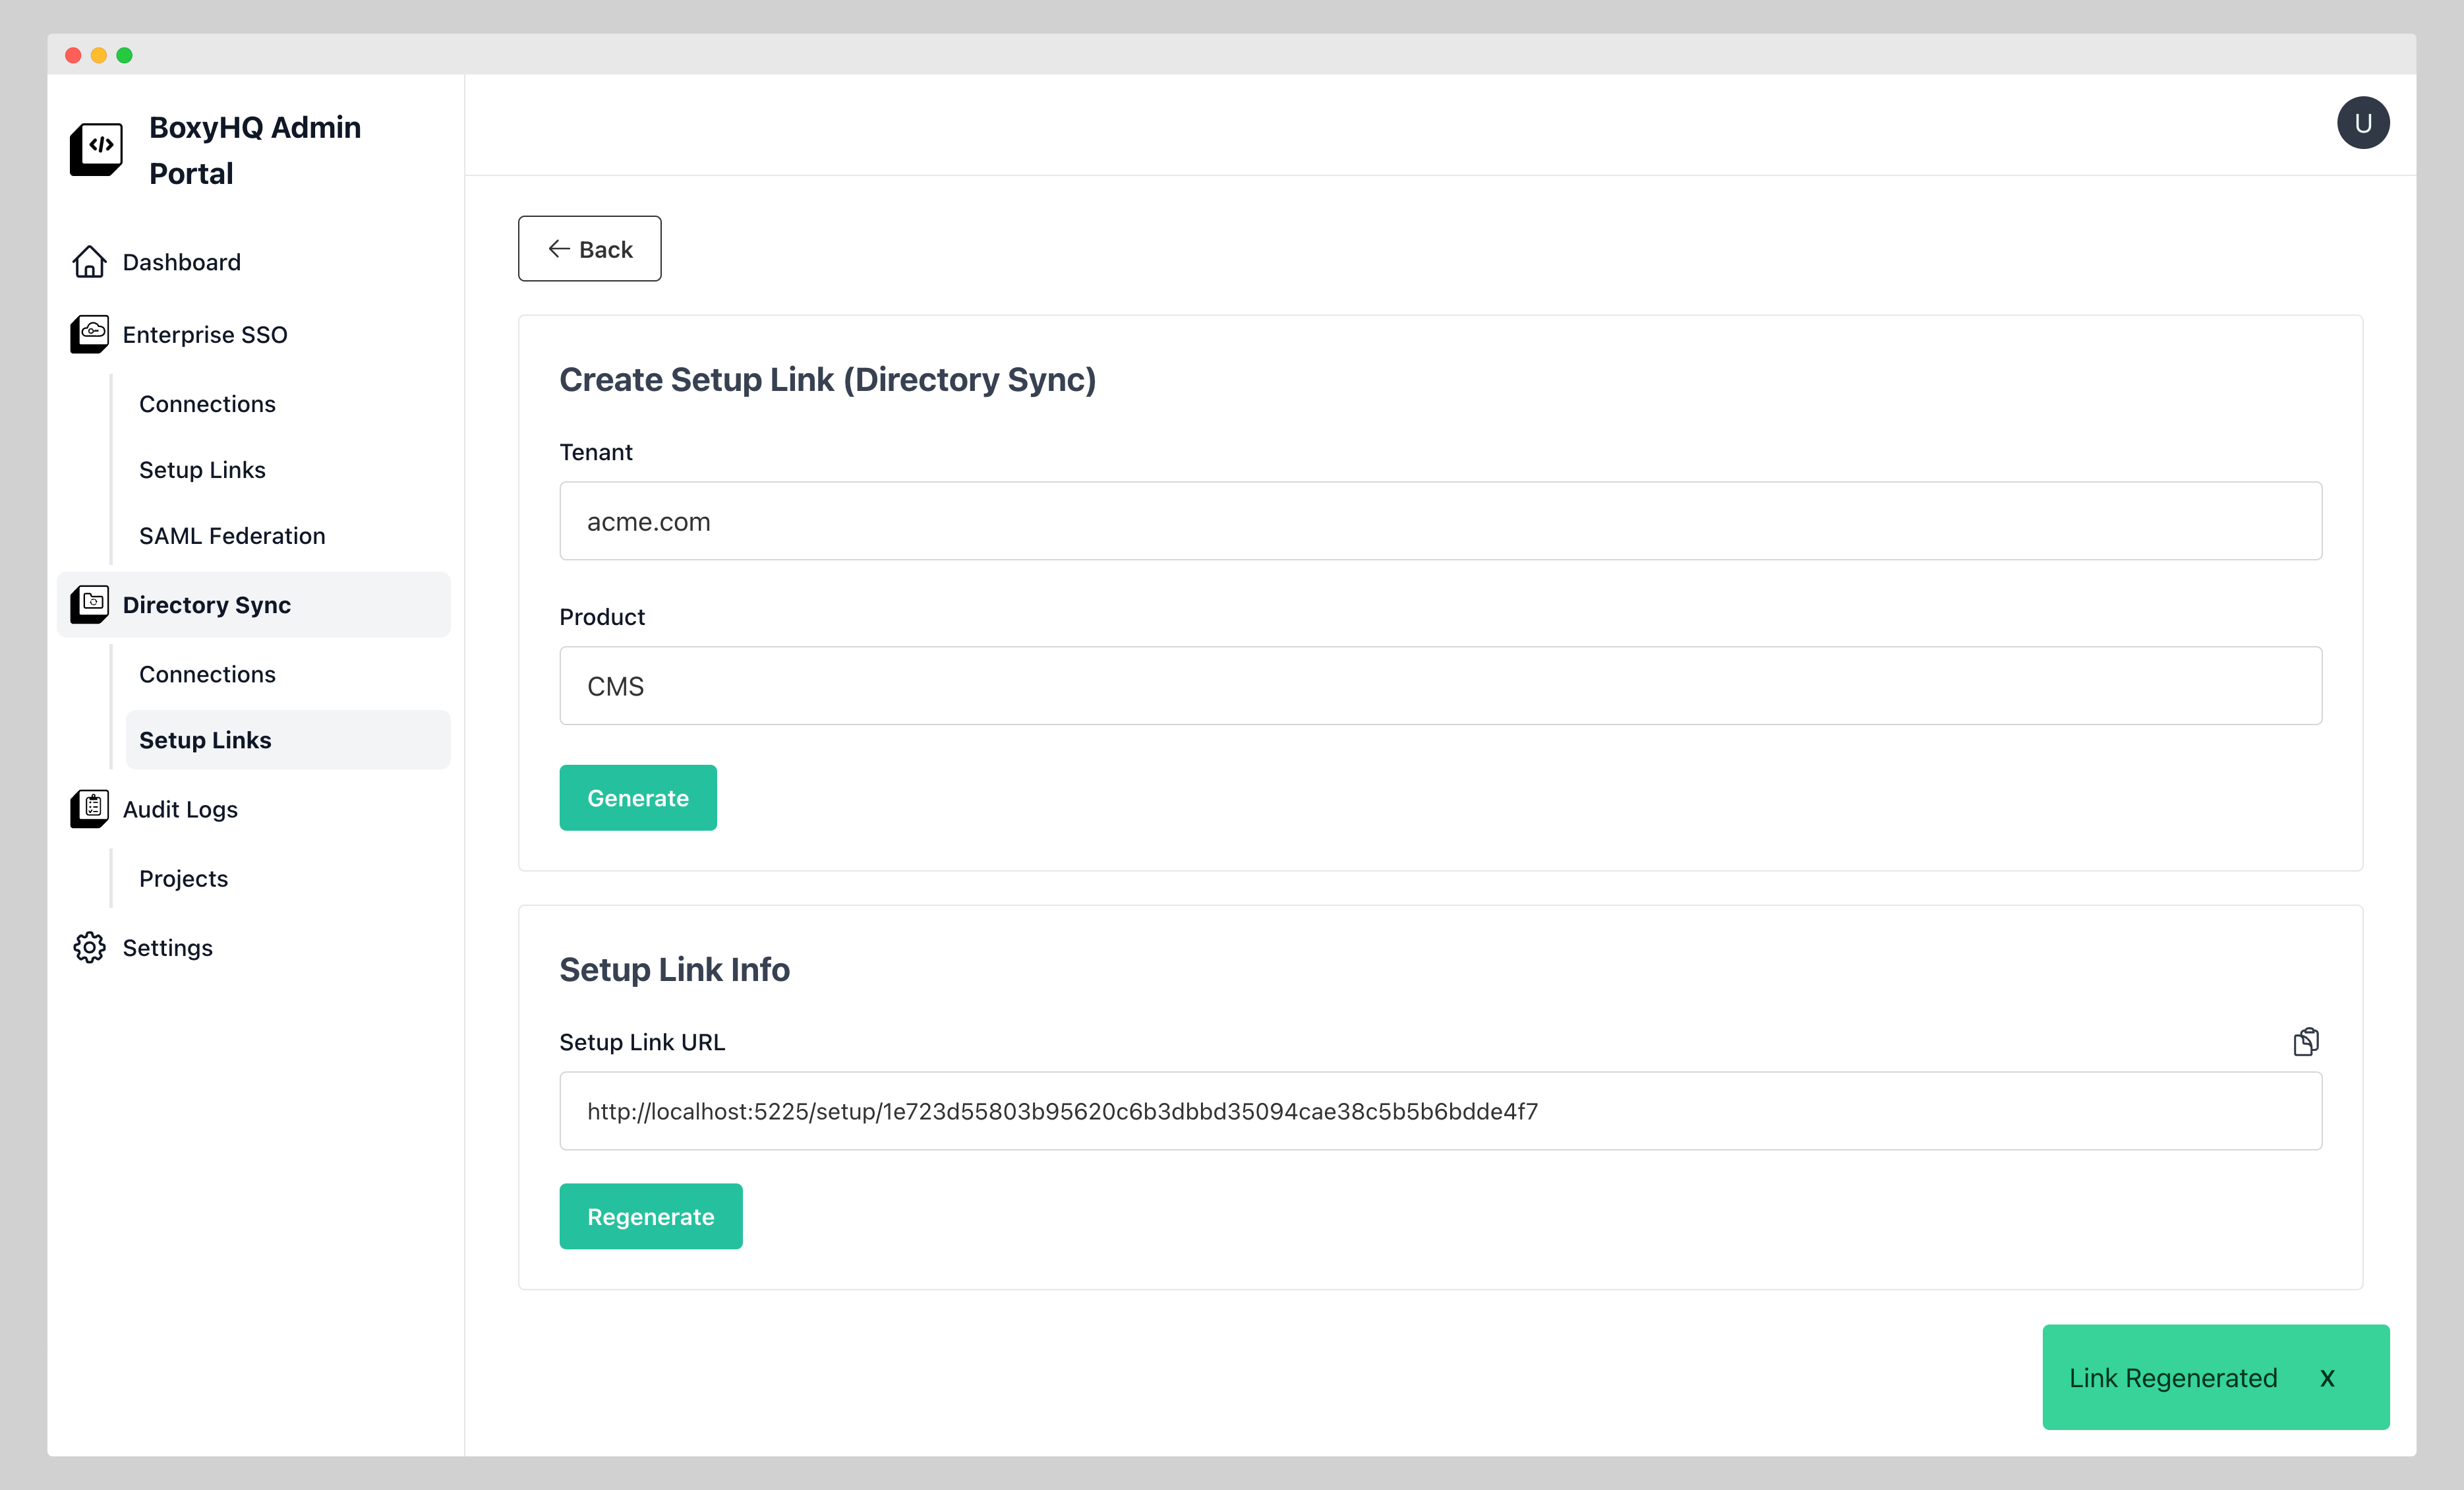 BoxyHQ Admin
Portal
Dashboard
Enterprise SSO
Connections
Setup Links
SAML Federation
Directory Sync
Connections
Setup Links
Audit Logs
Projects
Settings
U
← Back
Create Setup Link (Directory Sync)
Tenant
acme.com
Product
CMS
Generate
Setup Link Info
Setup Link URL
http://localhost:5225/setup/1e723d55803b95620c6b3dbbd35094cae38c5b5b6bdde4f7
Regenerate
Link Regenerated X